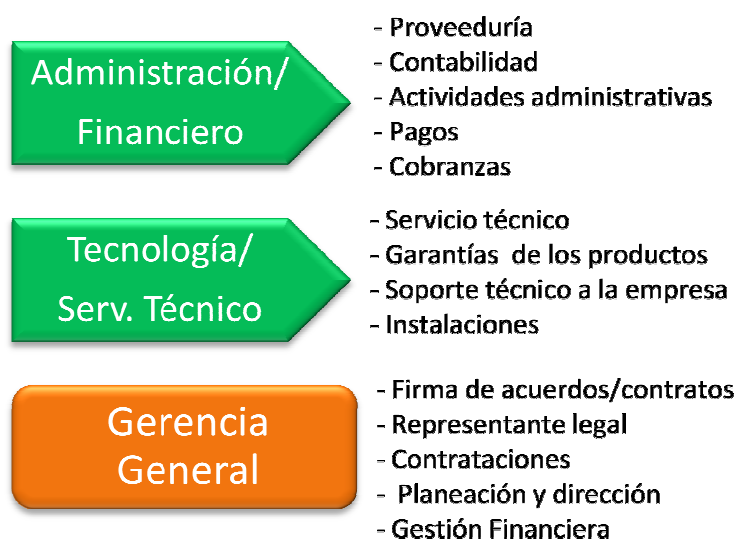 Administración/
Financiero
- Proveeduría
- Contabilidad
- Actividades administrativas
- Pagos
- Cobranzas
Tecnología/
Serv. Técnico
- Servicio técnico
- Garantías  de los productos
- Soporte técnico a la empresa
- Instalaciones
Gerencia
General
- Firma de acuerdos/contratos
- Representante legal
- Contrataciones
-  Planeación y dirección
- Gestión Financiera